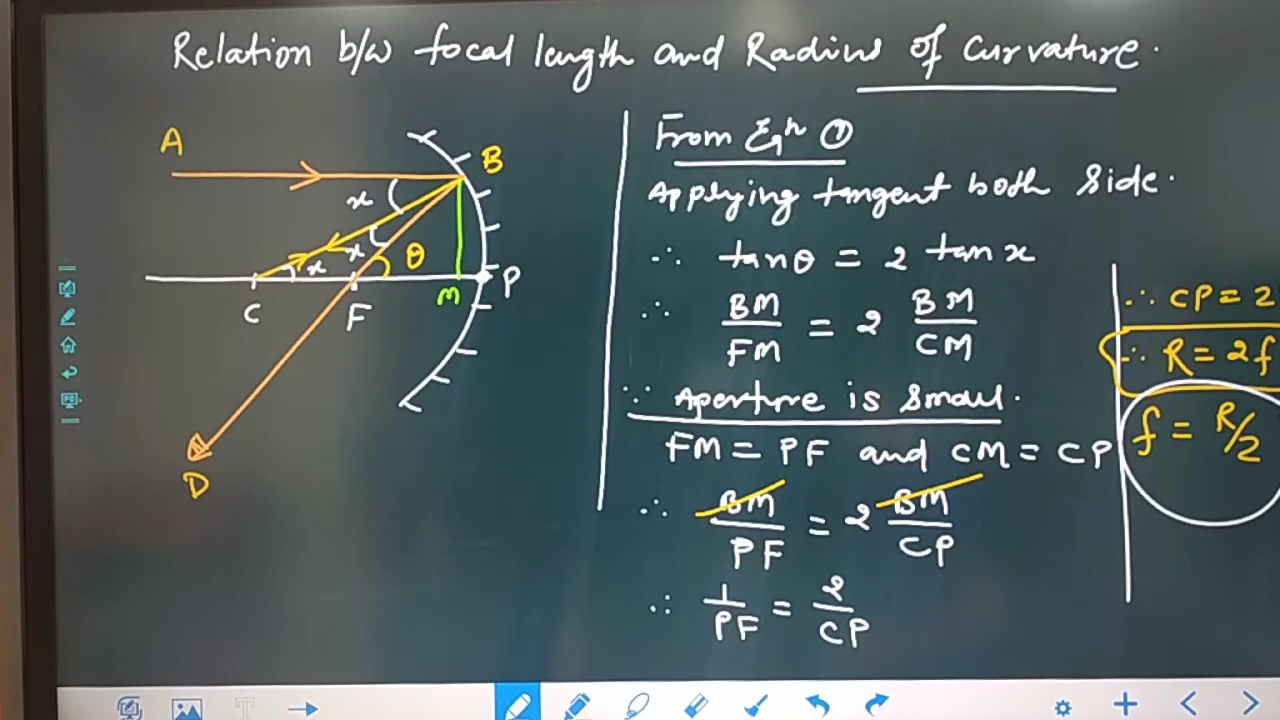 Relation b/w focal length and Radius of Curvature.
A
B
x
x
x
θ
C
F
M
P
D
From Eqn ①
Applying tangent both side.
∴ tanθ = 2 tan x
∴ BM/FM = 2 BM/CM
∵ Aperture is small.
FM = PF and CM = CP
∴ BM/PF = 2 BM/CP
∴ 1/PF = 2/CP
∴ CP = 2
∴ R = 2f
f = R/2